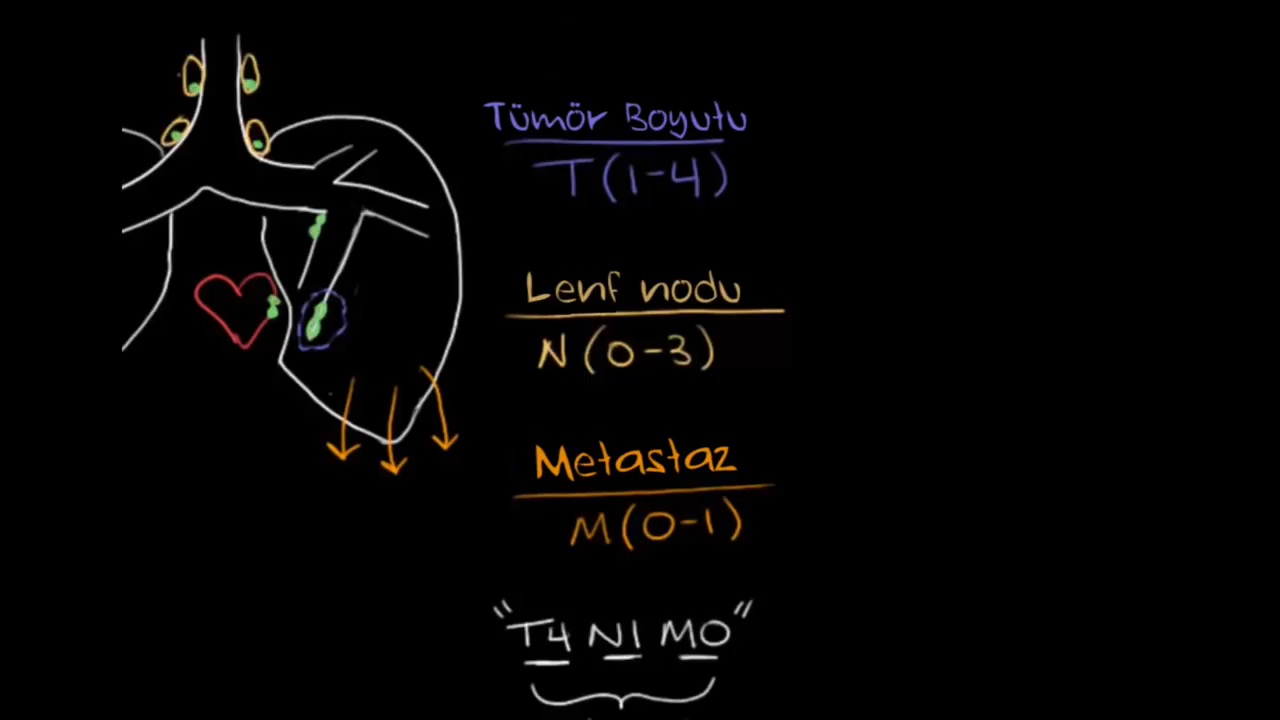 Tümör Boyutu
T(1-4)
Lenf nodu
N(0-3)
Metastaz
M(0-1)
"T4 N1 M0"